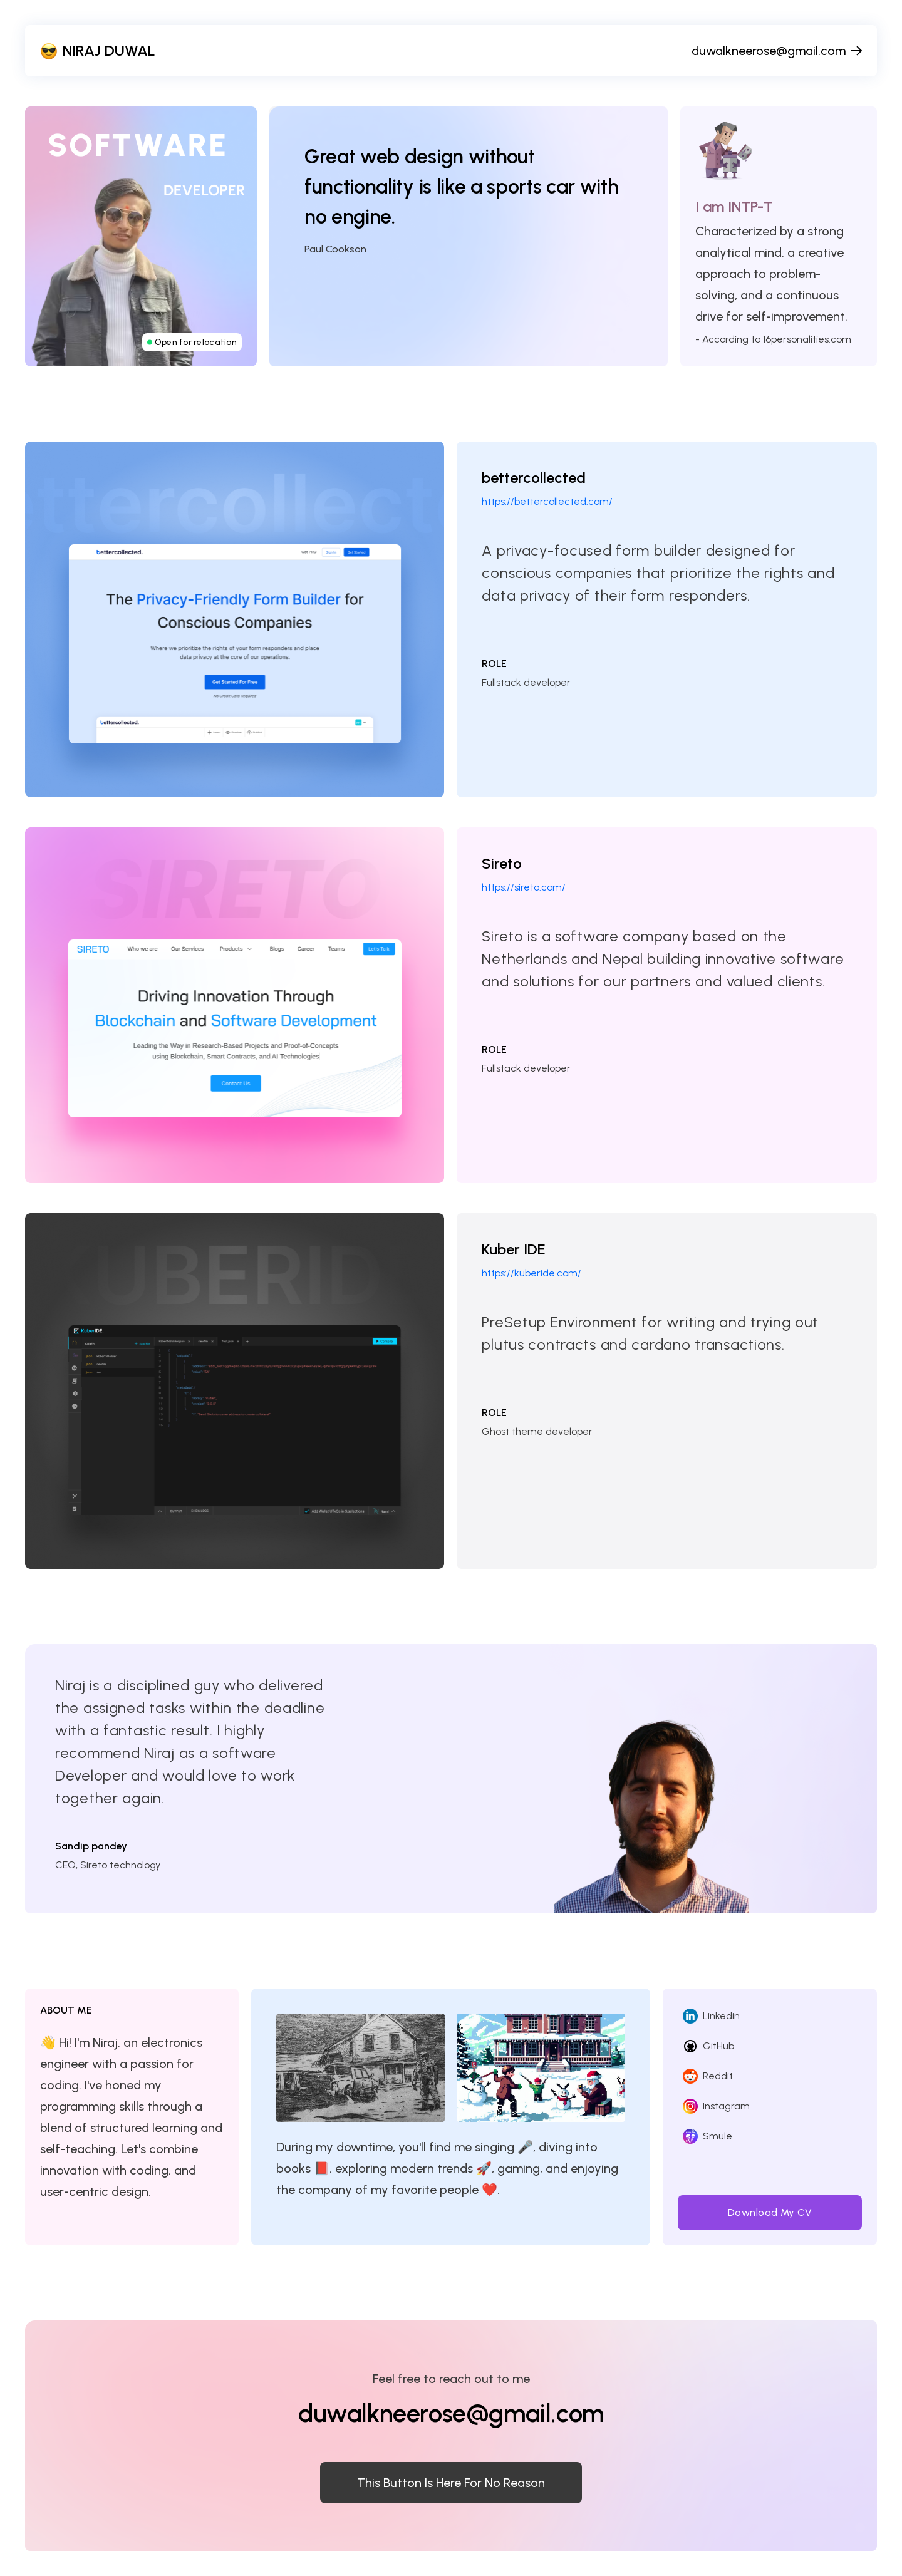 😎 NIRAJ DUWAL
duwalkneerose@gmail.com →
SOFTWARE
DEVELOPER
Open for relocation
Great web design without
functionality is like a sports car with
no engine.
Paul Cookson
I am INTP-T
Characterized by a strong
analytical mind, a creative
approach to problem-
solving, and a continuous
drive for self-improvement.
- According to 16personalities.com
ttercollect
bettercollected.
Get PRO
Sign in
Get Started
The Privacy-Friendly Form Builder for
Conscious Companies
Where we prioritize the rights of your form responders and place
data privacy at the core of our operations.
Get Started For Free
No Credit Card Required
bettercollected.
bettercollected
https://bettercollected.com/
A privacy-focused form builder designed for
conscious companies that prioritize the rights and
data privacy of their form responders.
ROLE
Fullstack developer
SIRETO
SIRETO
Who we are
Our Services
Products
Blogs
Career
Teams
Let's Talk
Driving Innovation Through
Blockchain and Software Development
Leading the Way in Research-Based Projects and Proof-of-Concepts
using Blockchain, Smart Contracts, and AI Technologies
Contact Us
Sireto
https://sireto.com/
Sireto is a software company based on the
Netherlands and Nepal building innovative software
and solutions for our partners and valued clients.
ROLE
Fullstack developer
UBERID
KuberIDE.
Kuber IDE
https://kuberide.com/
PreSetup Environment for writing and trying out
plutus contracts and cardano transactions.
ROLE
Ghost theme developer
Niraj is a disciplined guy who delivered
the assigned tasks within the deadline
with a fantastic result. I highly
recommend Niraj as a software
Developer and would love to work
together again.
Sandip pandey
CEO, Sireto technology
ABOUT ME
👋 Hi! I'm Niraj, an electronics
engineer with a passion for
coding. I've honed my
programming skills through a
blend of structured learning and
self-teaching. Let's combine
innovation with coding, and
user-centric design.
During my downtime, you'll find me singing 🎤, diving into
books 📕, exploring modern trends 🚀, gaming, and enjoying
the company of my favorite people ❤️.
Linkedin
GitHub
Reddit
Instagram
Smule
Download My CV
Feel free to reach out to me
duwalkneerose@gmail.com
This Button Is Here For No Reason